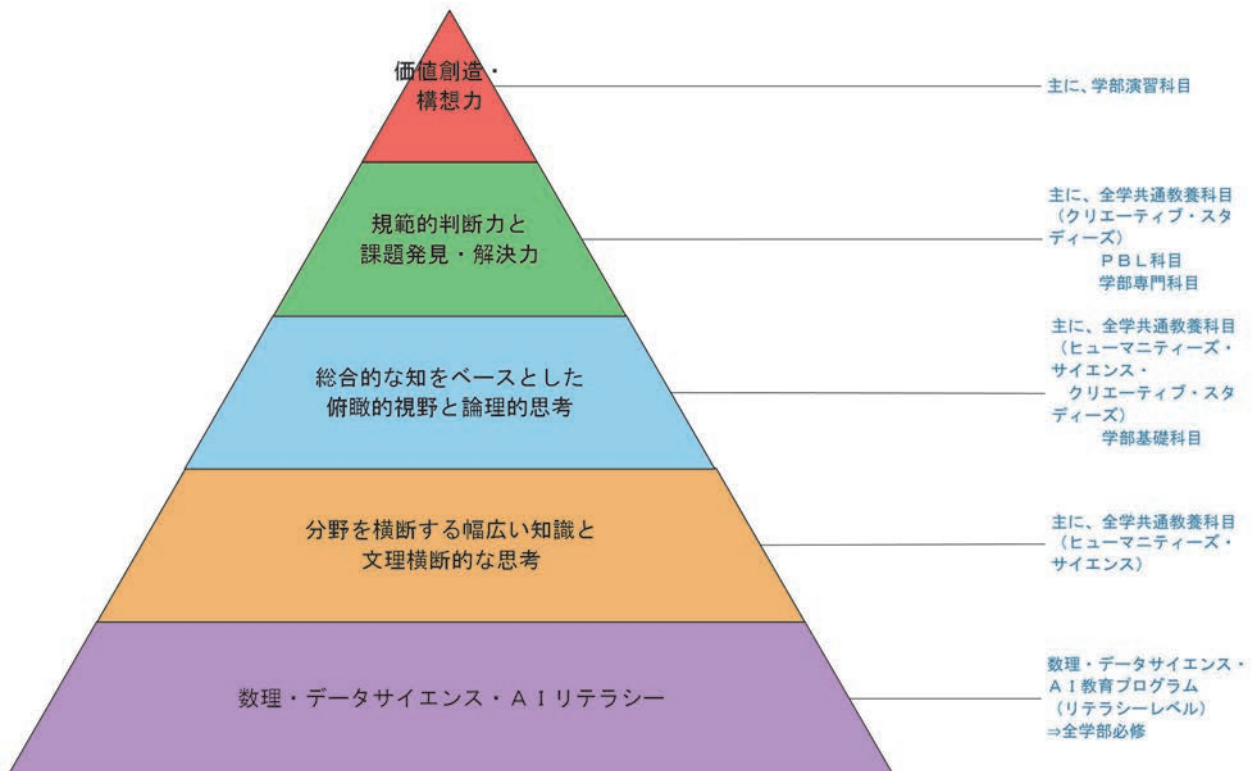 価値創造・
構想力
主に、学部演習科目
規範的判断力と
課題発見・解決力
主に、全学共通教養科目
（クリエーティブ・スタ
ディーズ）
ＰＢＬ科目
学部専門科目
総合的な知をベースとした
俯瞰的視野と論理的思考
主に、全学共通教養科目
（ヒューマニティーズ・
サイエンス・
クリエーティブ・スタ
ディーズ）
学部基礎科目
分野を横断する幅広い知識と
文理横断的な思考
主に、全学共通教養科目
（ヒューマニティーズ・
サイエンス）
数理・データサイエンス・ＡＩリテラシー
数理・データサイエンス・
ＡＩ教育プログラム
（リテラシーレベル）
⇒全学部必修